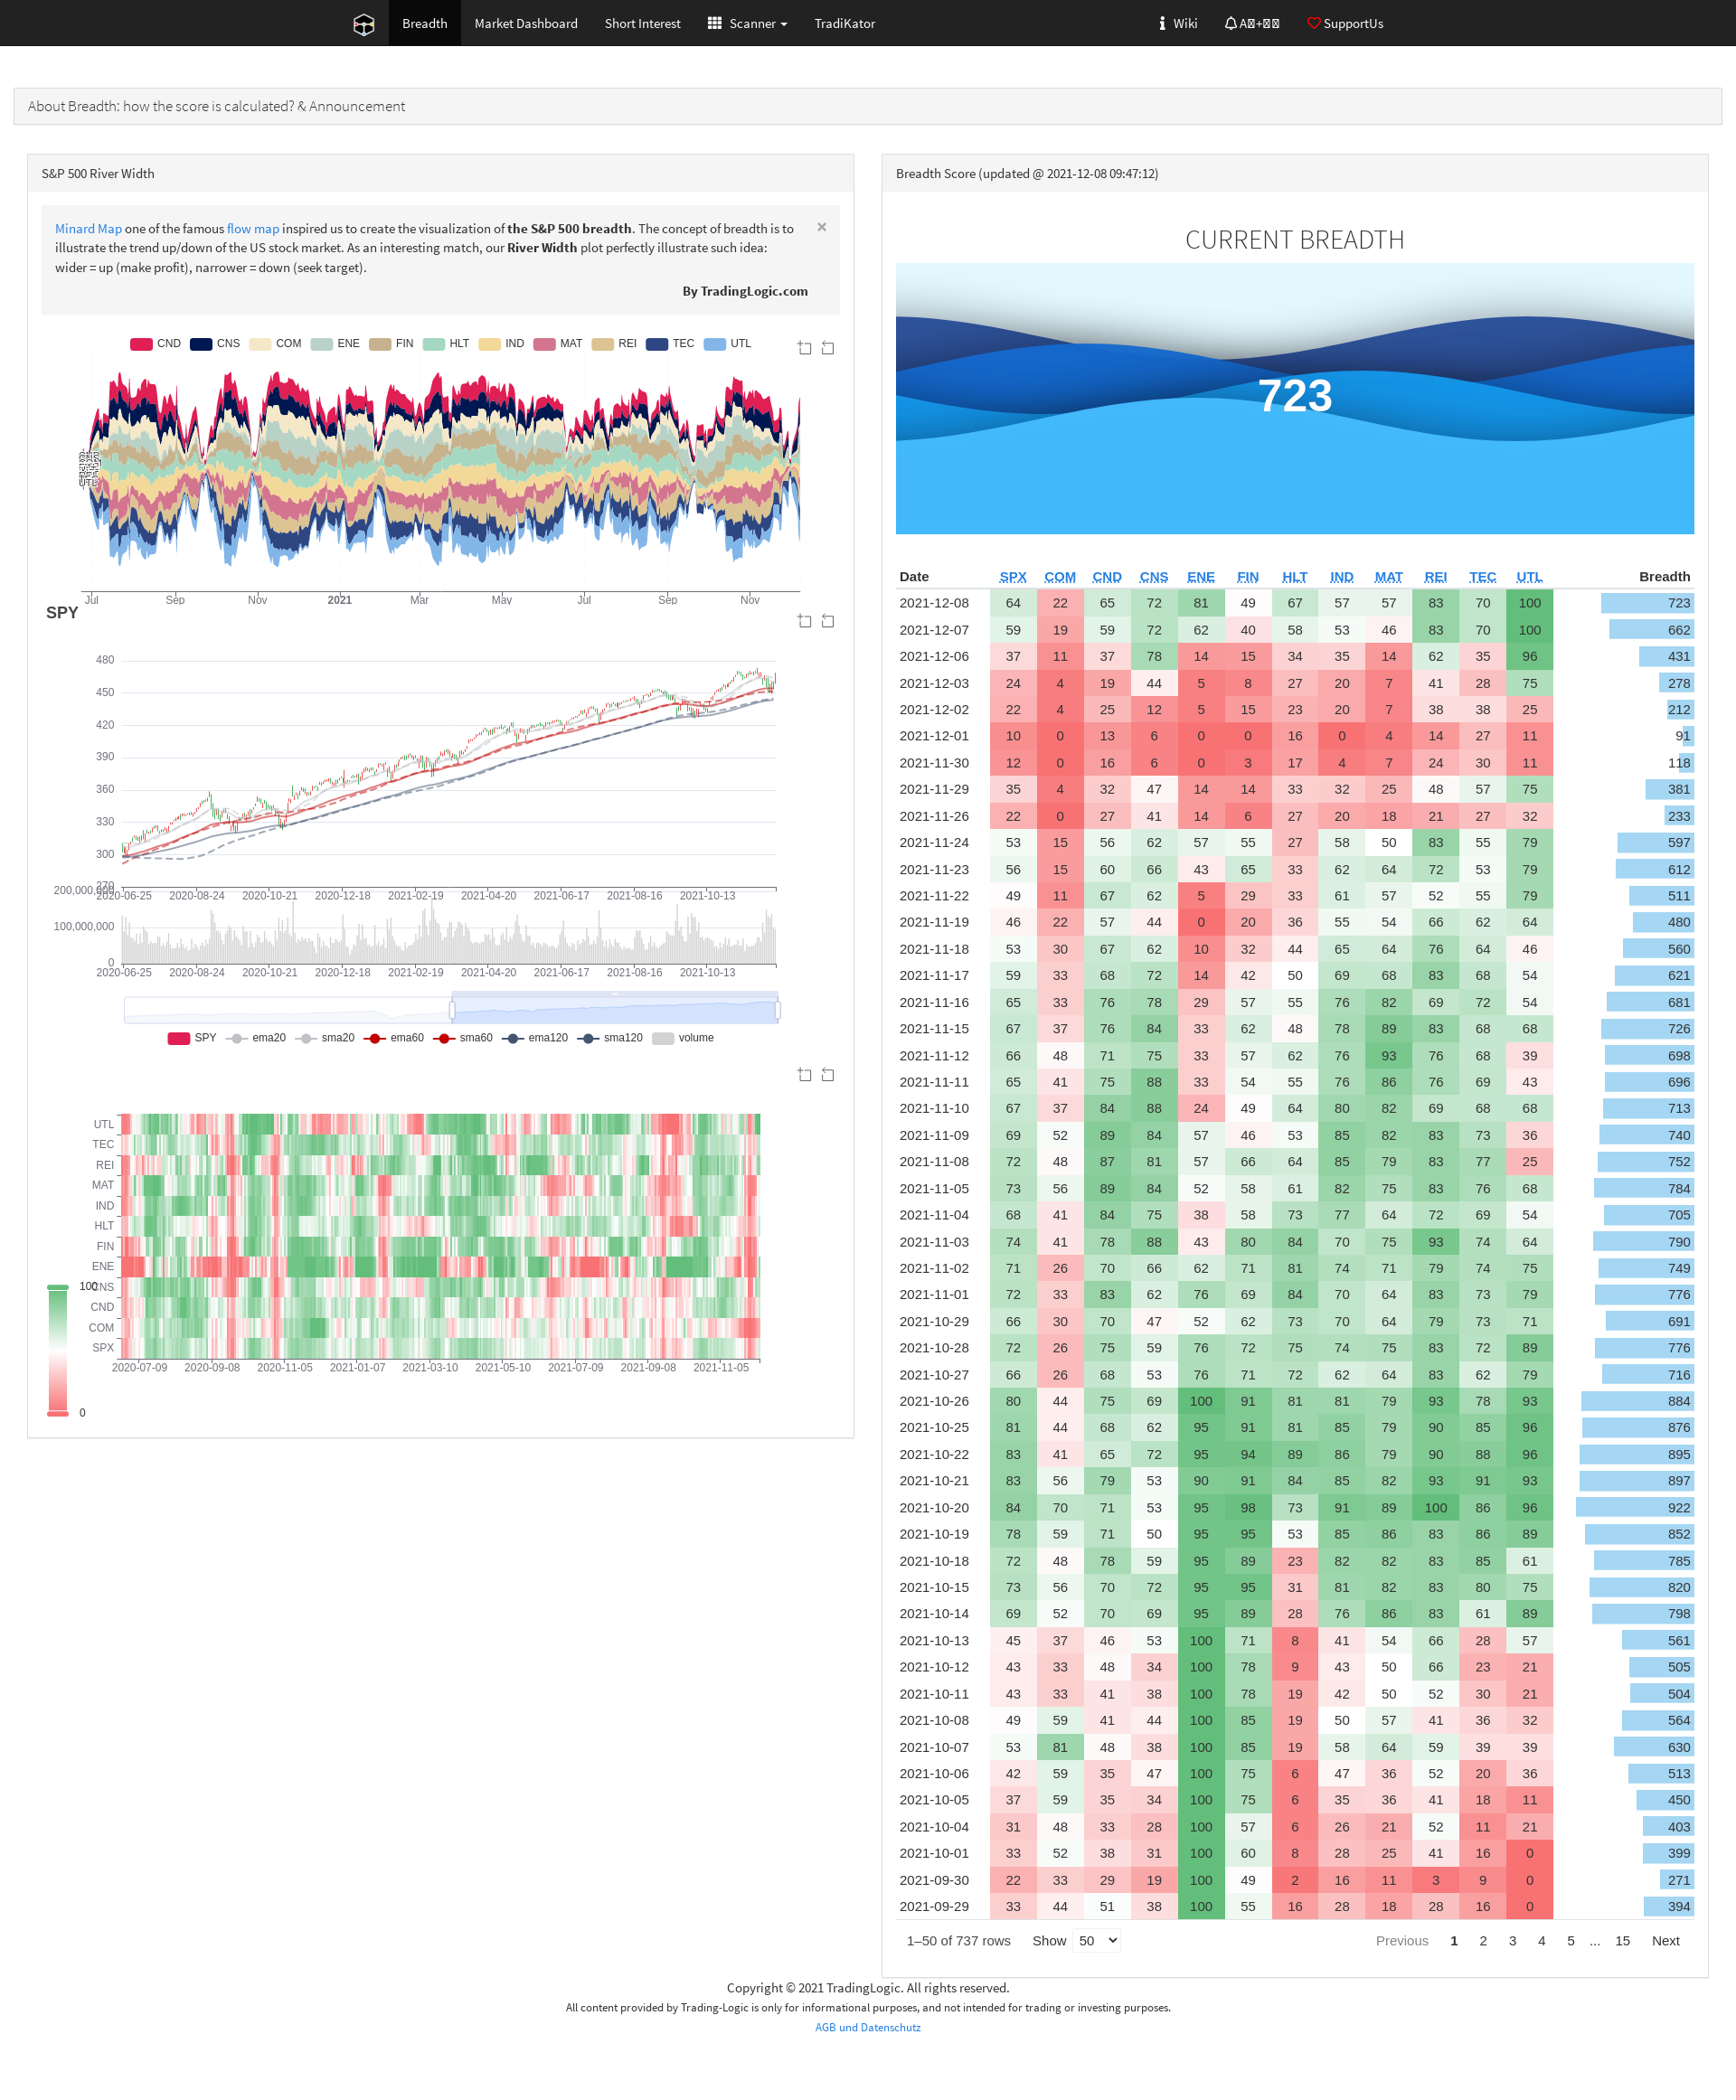 Breadth Market Dashboard Short Interest Scanner TradiKator Wiki SupportUs
About Breadth: how the score is calculated? & Announcement
S&P 500 River Width
Minard Map one of the famous flow map inspired us to create the visualization of the S&P 500 breadth. The concept of breadth is to
illustrate the trend up/down of the US stock market. As an interesting match, our River Width plot perfectly illustrate such idea:
wider = up (make profit), narrower = down (seek target).
By TradingLogic.com
×
CND CNS COM ENE FIN HLT IND MAT REI TEC UTL
UTL
Jul Sep Nov 2021 Mar May Jul Sep Nov
SPY
480
450
420
390
360
330
300
270
2020-06-25 2020-08-24 2020-10-21 2020-12-18 2021-02-19 2021-04-20 2021-06-17 2021-08-16 2021-10-13
200,000,000
100,000,000
0
2020-06-25 2020-08-24 2020-10-21 2020-12-18 2021-02-19 2021-04-20 2021-06-17 2021-08-16 2021-10-13
SPY ema20 sma20 ema60 sma60 ema120 sma120 volume
UTL
TEC
REI
MAT
IND
HLT
FIN
ENE
CNS
CND
COM
SPX
2020-07-09 2020-09-08 2020-11-05 2021-01-07 2021-03-10 2021-05-10 2021-07-09 2021-09-08 2021-11-05
100
0
Breadth Score (updated @ 2021-12-08 09:47:12)
CURRENT BREADTH
723
Date SPX COM CND CNS ENE FIN HLT IND MAT REI TEC UTL Breadth
2021-12-08 64 22 65 72 81 49 67 57 57 83 70 100 723
2021-12-07 59 19 59 72 62 40 58 53 46 83 70 100 662
2021-12-06 37 11 37 78 14 15 34 35 14 62 35 96 431
2021-12-03 24 4 19 44 5 8 27 20 7 41 28 75 278
2021-12-02 22 4 25 12 5 15 23 20 7 38 38 25 212
2021-12-01 10 0 13 6 0 0 16 0 4 14 27 11 91
2021-11-30 12 0 16 6 0 3 17 4 7 24 30 11 118
2021-11-29 35 4 32 47 14 14 33 32 25 48 57 75 381
2021-11-26 22 0 27 41 14 6 27 20 18 21 27 32 233
2021-11-24 53 15 56 62 57 55 27 58 50 83 55 79 597
2021-11-23 56 15 60 66 43 65 33 62 64 72 53 79 612
2021-11-22 49 11 67 62 5 29 33 61 57 52 55 79 511
2021-11-19 46 22 57 44 0 20 36 55 54 66 62 64 480
2021-11-18 53 30 67 62 10 32 44 65 64 76 64 46 560
2021-11-17 59 33 68 72 14 42 50 69 68 83 68 54 621
2021-11-16 65 33 76 78 29 57 55 76 82 69 72 54 681
2021-11-15 67 37 76 84 33 62 48 78 89 83 68 68 726
2021-11-12 66 48 71 75 33 57 62 76 93 76 68 39 698
2021-11-11 65 41 75 88 33 54 55 76 86 76 69 43 696
2021-11-10 67 37 84 88 24 49 64 80 82 69 68 68 713
2021-11-09 69 52 89 84 57 46 53 85 82 83 73 36 740
2021-11-08 72 48 87 81 57 66 64 85 79 83 77 25 752
2021-11-05 73 56 89 84 52 58 61 82 75 83 76 68 784
2021-11-04 68 41 84 75 38 58 73 77 64 72 69 54 705
2021-11-03 74 41 78 88 43 80 84 70 75 93 74 64 790
2021-11-02 71 26 70 66 62 71 81 74 71 79 74 75 749
2021-11-01 72 33 83 62 76 69 84 70 64 83 73 79 776
2021-10-29 66 30 70 47 52 62 73 70 64 79 73 71 691
2021-10-28 72 26 75 59 76 72 75 74 75 83 72 89 776
2021-10-27 66 26 68 53 76 71 72 62 64 83 62 79 716
2021-10-26 80 44 75 69 100 91 81 81 79 93 78 93 884
2021-10-25 81 44 68 62 95 91 81 85 79 90 85 96 876
2021-10-22 83 41 65 72 95 94 89 86 79 90 88 96 895
2021-10-21 83 56 79 53 90 91 84 85 82 93 91 93 897
2021-10-20 84 70 71 53 95 98 73 91 89 100 86 96 922
2021-10-19 78 59 71 50 95 95 53 85 86 83 86 89 852
2021-10-18 72 48 78 59 95 89 23 82 82 83 85 61 785
2021-10-15 73 56 70 72 95 95 31 81 82 83 80 75 820
2021-10-14 69 52 70 69 95 89 28 76 86 83 61 89 798
2021-10-13 45 37 46 53 100 71 8 41 54 66 28 57 561
2021-10-12 43 33 48 34 100 78 9 43 50 66 23 21 505
2021-10-11 43 33 41 38 100 78 19 42 50 52 30 21 504
2021-10-08 49 59 41 44 100 85 19 50 57 41 36 32 564
2021-10-07 53 81 48 38 100 85 19 58 64 59 39 39 630
2021-10-06 42 59 35 47 100 75 6 47 36 52 20 36 513
2021-10-05 37 59 35 34 100 75 6 35 36 41 18 11 450
2021-10-04 31 48 33 28 100 57 6 26 21 52 11 21 403
2021-10-01 33 52 38 31 100 60 8 28 25 41 16 0 399
2021-09-30 22 33 29 19 100 49 2 16 11 3 9 0 271
2021-09-29 33 44 51 38 100 55 16 28 18 28 16 0 394
1–50 of 737 rows Show 50 Previous 1 2 3 4 5 ... 15 Next
Copyright © 2021 TradingLogic. All rights reserved.
All content provided by Trading-Logic is only for informational purposes, and not intended for trading or investing purposes.
AGB und Datenschutz